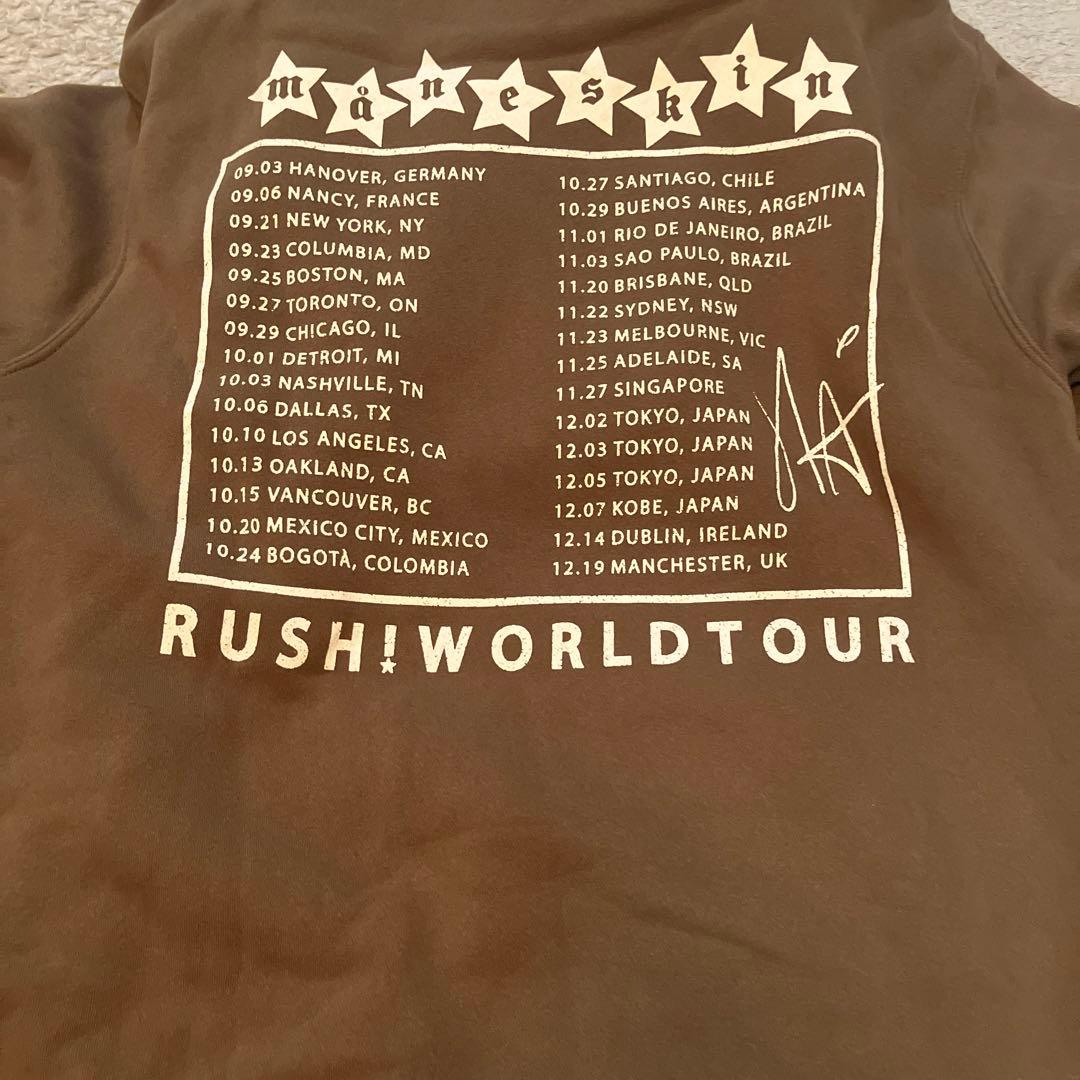 måneskin
09.03 HANOVER, GERMANY
09.06 NANCY, FRANCE
09.21 NEW YORK, NY
09.23 COLUMBIA, MD
09.25 BOSTON, MA
09.27 TORONTO, ON
09.29 CHICAGO, IL
10.01 DETROIT, MI
10.03 NASHVILLE, TN
10.06 DALLAS, TX
10.10 LOS ANGELES, CA
10.13 OAKLAND, CA
10.15 VANCOUVER, BC
10.20 MEXICO CITY, MEXICO
10.24 BOGOTÀ, COLOMBIA
10.27 SANTIAGO, CHILE
10.29 BUENOS AIRES, ARGENTINA
11.01 RIO DE JANEIRO, BRAZIL
11.03 SAO PAULO, BRAZIL
11.20 BRISBANE, QLD
11.22 SYDNEY, NSW
11.23 MELBOURNE, VIC
11.25 ADELAIDE, SA
11.27 SINGAPORE
12.02 TOKYO, JAPAN
12.03 TOKYO, JAPAN
12.05 TOKYO, JAPAN
12.07 KOBE, JAPAN
12.14 DUBLIN, IRELAND
12.19 MANCHESTER, UK
RUSH! WORLD TOUR